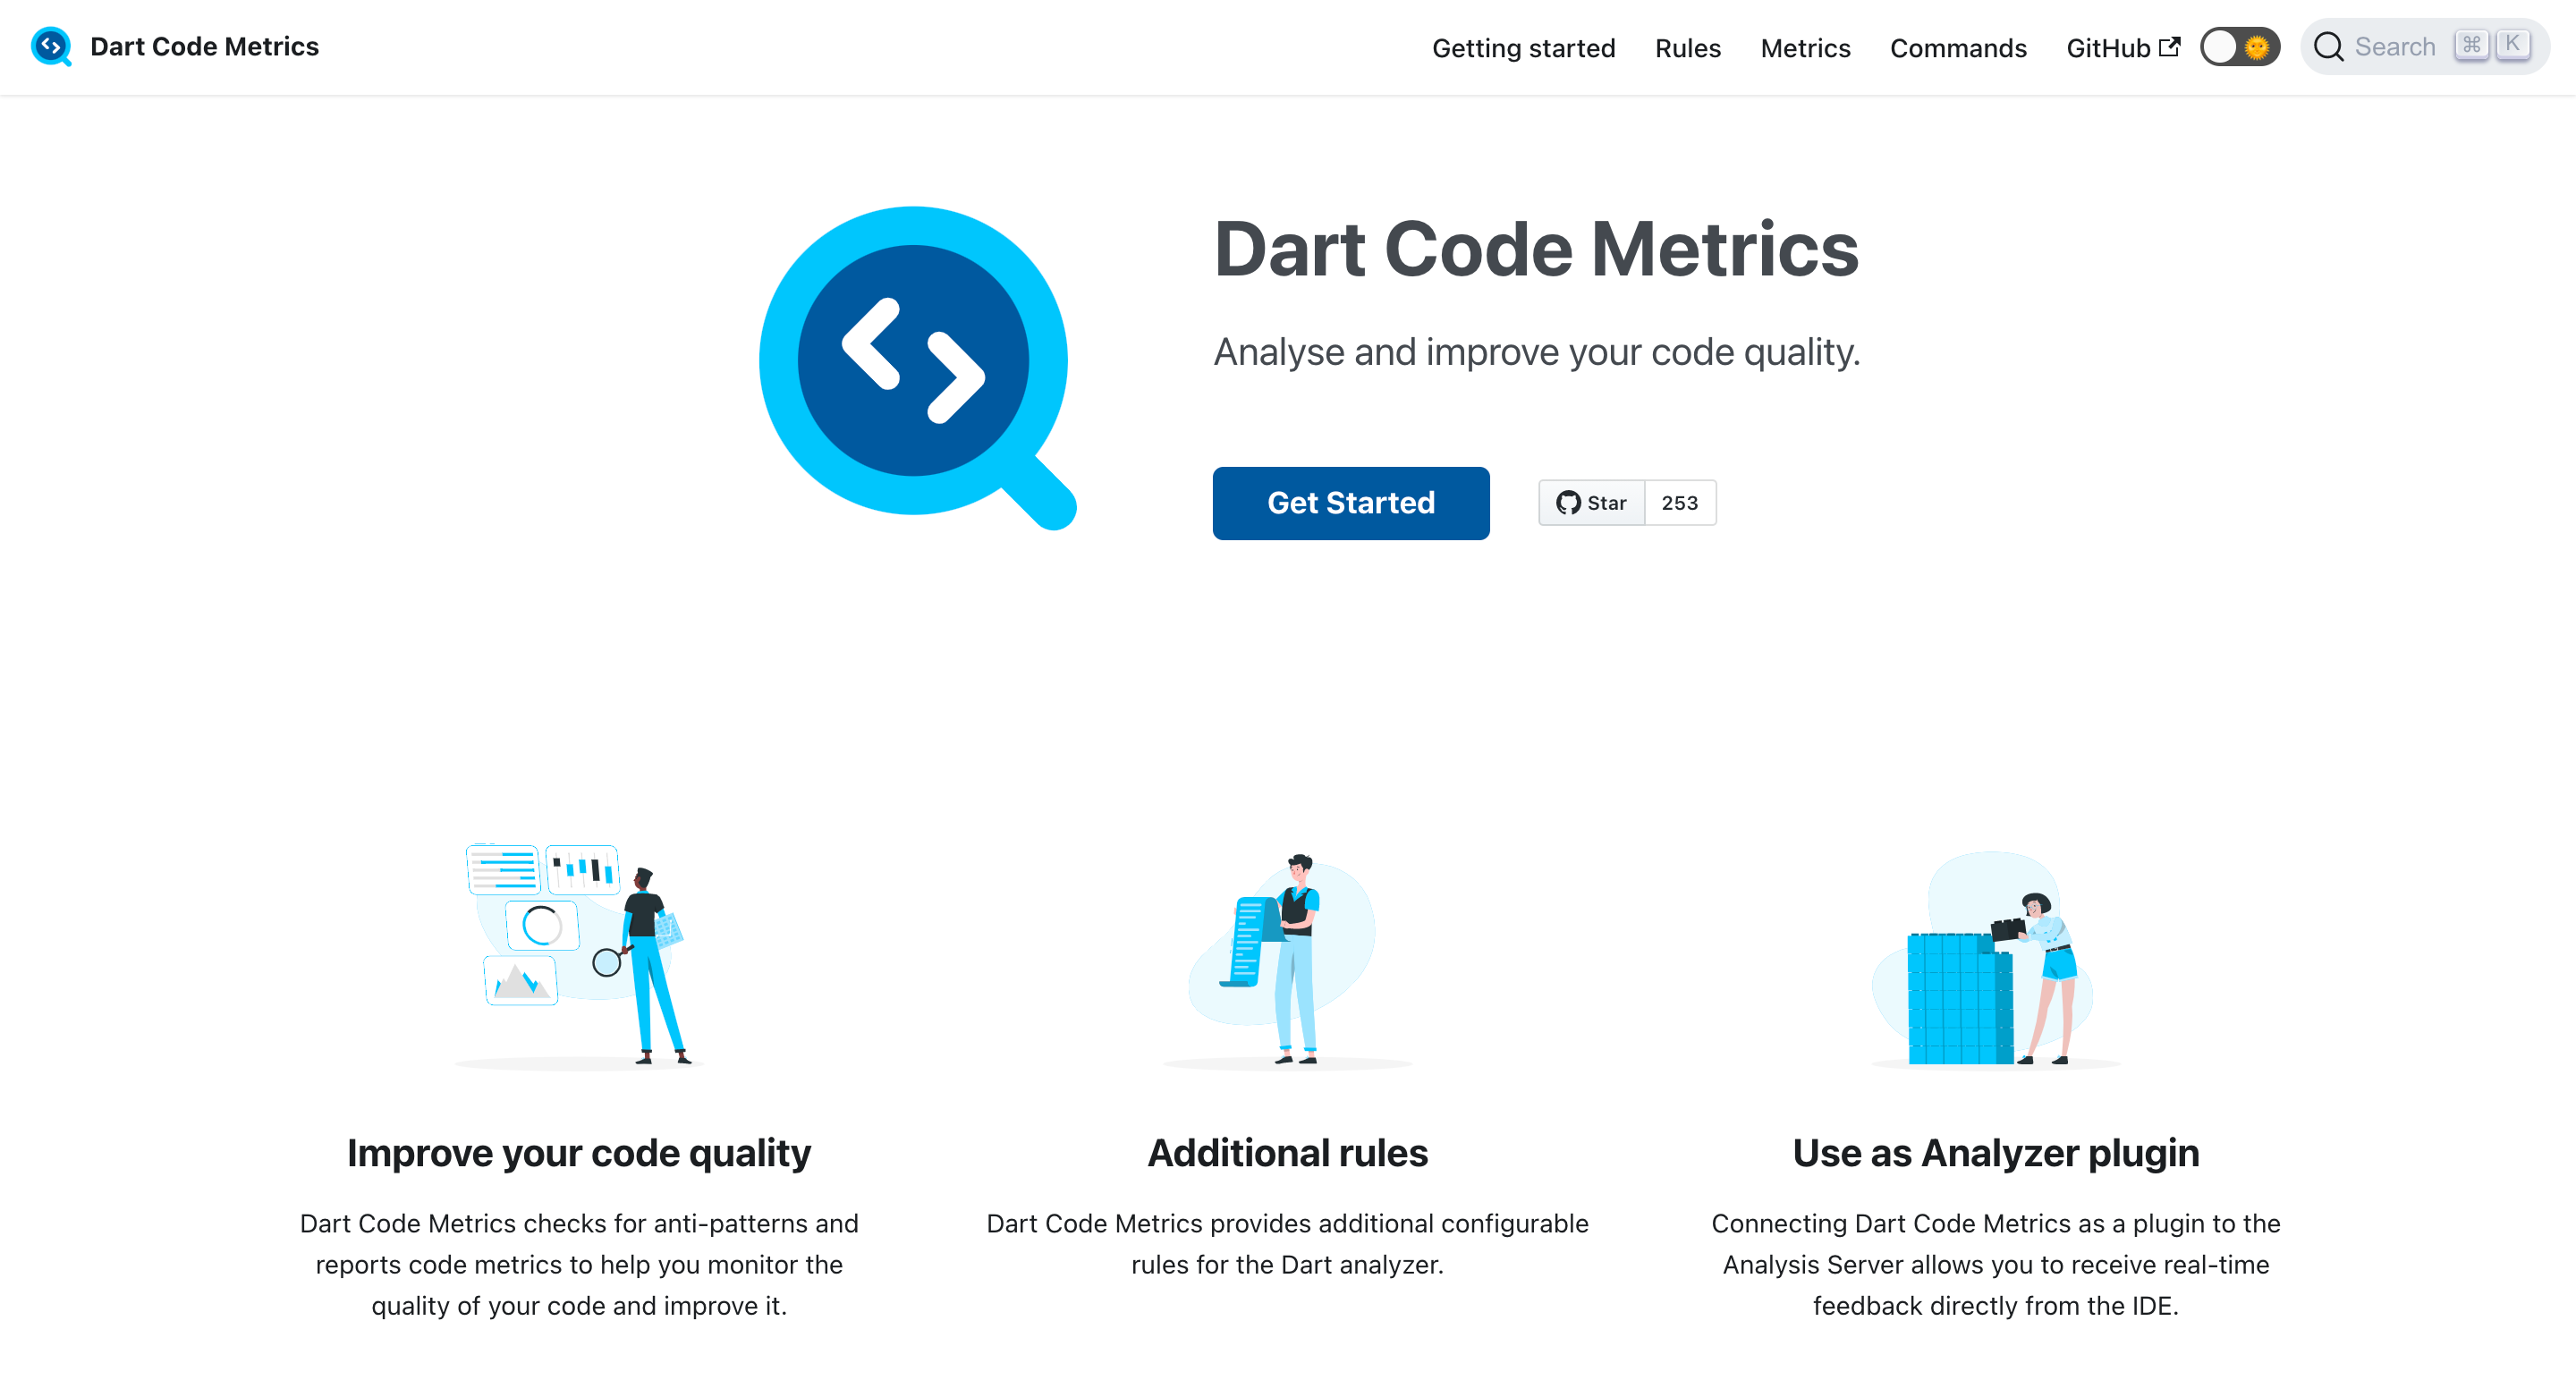 Dart Code Metrics
Getting started Rules Metrics Commands GitHub Search ⌘ K
Dart Code Metrics
Analyse and improve your code quality.
Get Started
Star 253
Improve your code quality
Dart Code Metrics checks for anti-patterns and
reports code metrics to help you monitor the
quality of your code and improve it.
Additional rules
Dart Code Metrics provides additional configurable
rules for the Dart analyzer.
Use as Analyzer plugin
Connecting Dart Code Metrics as a plugin to the
Analysis Server allows you to receive real-time
feedback directly from the IDE.